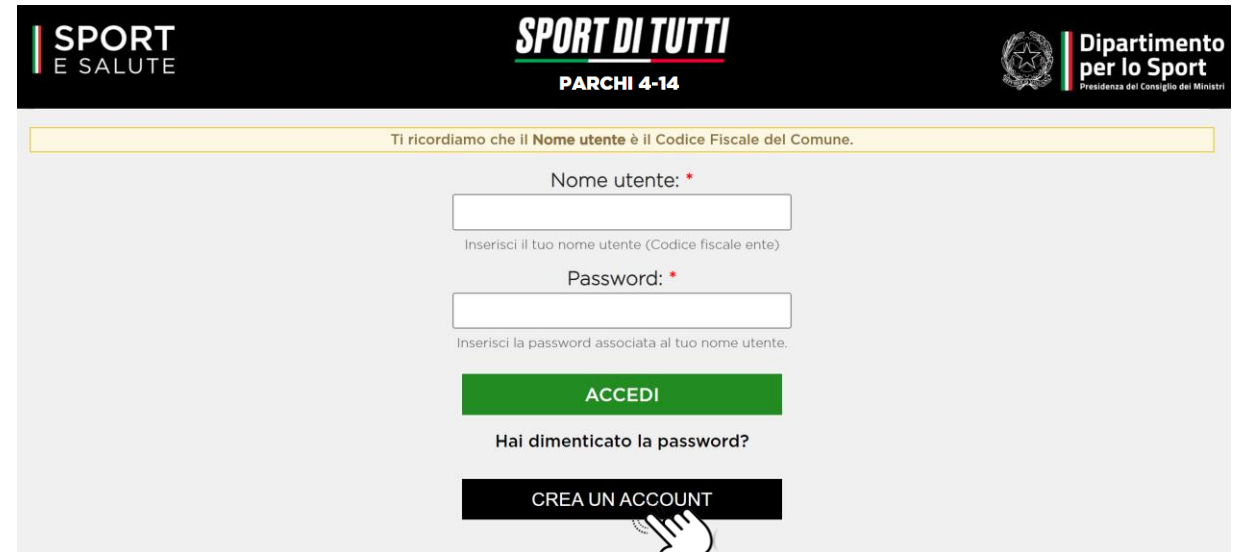 SPORT
E SALUTE
SPORT DI TUTTI
PARCHI 4-14
Dipartimento
per lo Sport
Presidenza del Consiglio dei Ministri
Ti ricordiamo che il Nome utente è il Codice Fiscale del Comune.
Nome utente: *
Inserisci il tuo nome utente (Codice fiscale ente)
Password: *
Inserisci la password associata al tuo nome utente.
ACCEDI
Hai dimenticato la password?
CREA UN ACCOUNT